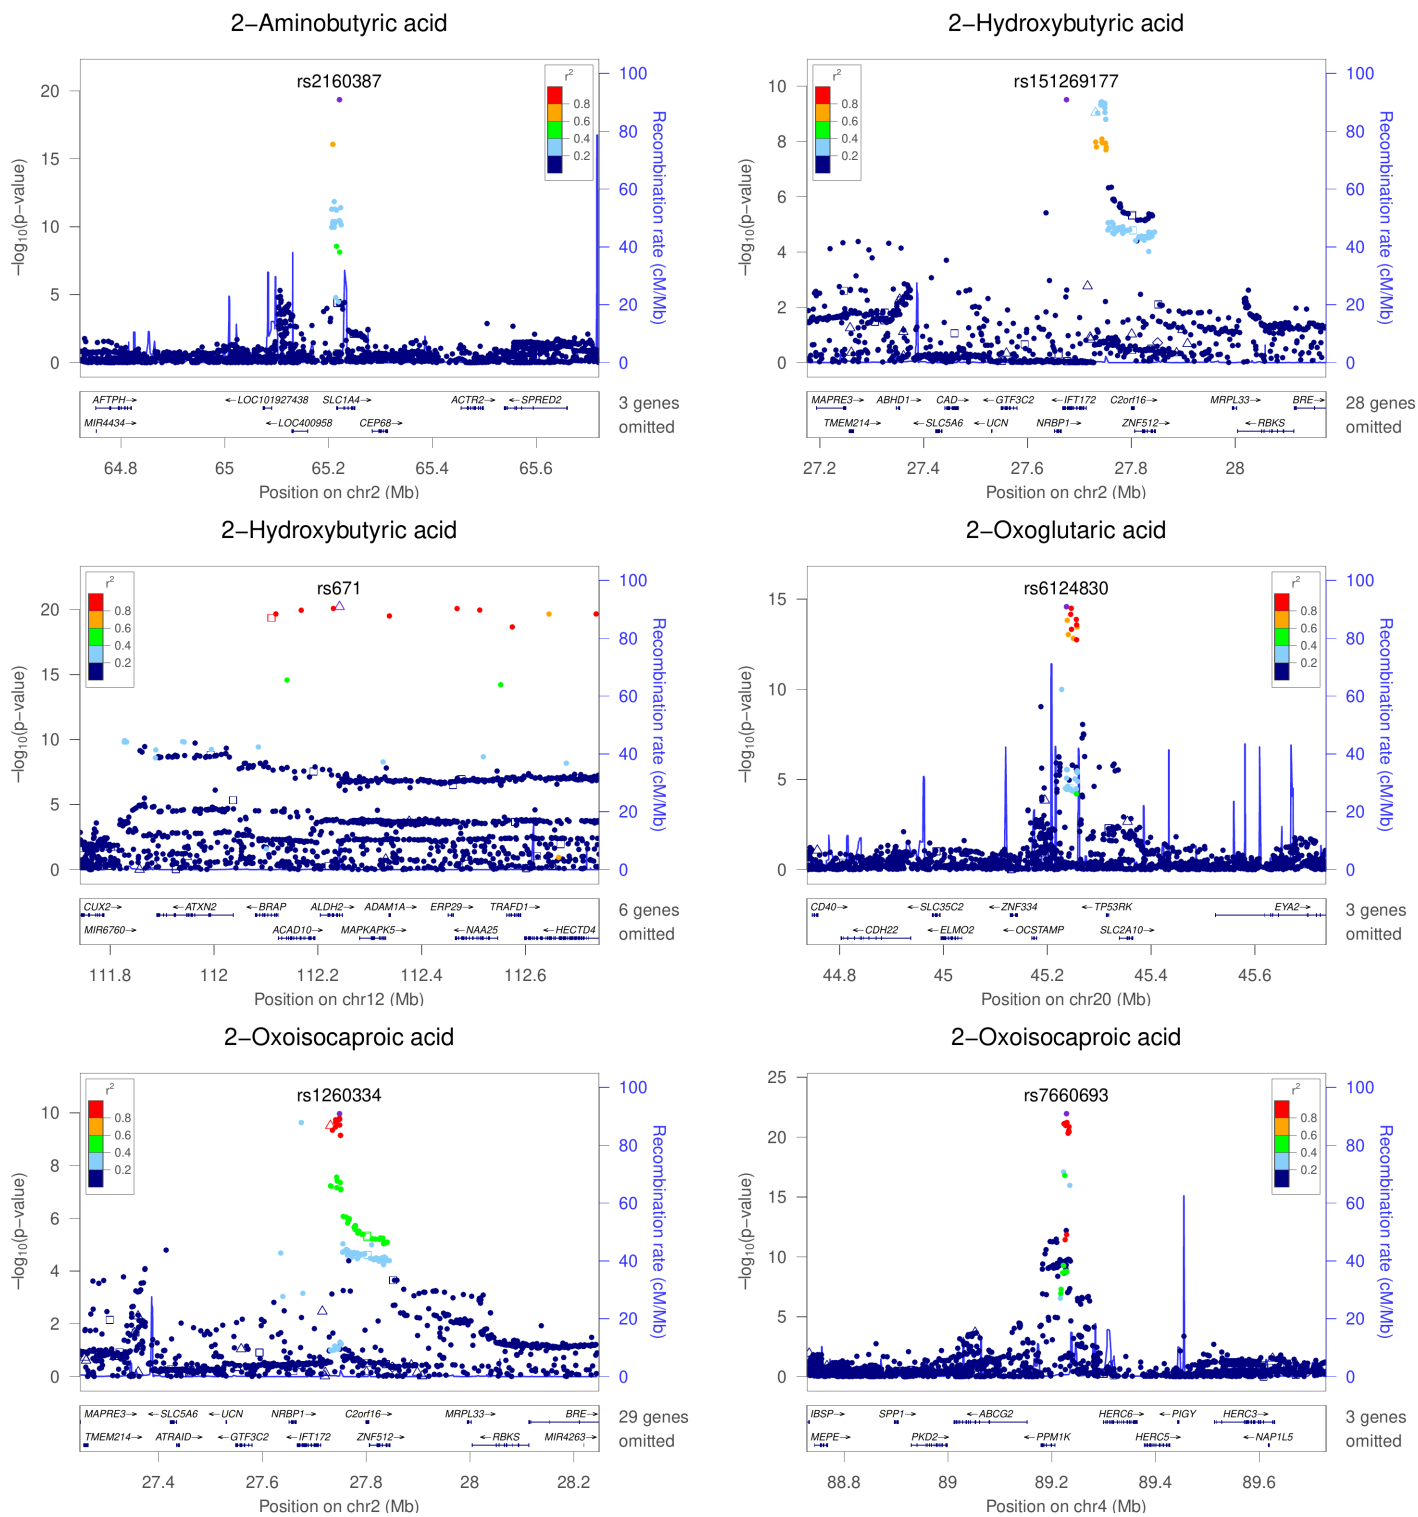 2−Aminobutyric acid
rs2160387
r2
0.8
0.6
0.4
0.2
20
15
10
5
0
−log10(p−value)
100
80
60
40
20
0
Recombination rate (cM/Mb)
AFTPH→ ←LOC101927438 SLC1A4→ ACTR2→ ←SPRED2
MIR4434→ ←LOC400958 CEP68→
3 genes
omitted
64.8 65 65.2 65.4 65.6
Position on chr2 (Mb)
2−Hydroxybutyric acid
rs151269177
r2
0.8
0.6
0.4
0.2
10
8
6
4
2
0
−log10(p−value)
100
80
60
40
20
0
Recombination rate (cM/Mb)
MAPRE3→ ABHD1→ CAD→ ←GTF3C2 ←IFT172 C2orf16→ MRPL33→ BRE→
TMEM214→ ←SLC5A6 ←UCN NRBP1→ ZNF512→ ←RBKS
28 genes
omitted
27.2 27.4 27.6 27.8 28
Position on chr2 (Mb)
2−Hydroxybutyric acid
rs671
r2
0.8
0.6
0.4
0.2
20
15
10
5
0
−log10(p−value)
100
80
60
40
20
0
Recombination rate (cM/Mb)
CUX2→ ←ATXN2 ←BRAP ALDH2→ ADAM1A→ ERP29→ TRAFD1→
MIR6760→ ACAD10→ MAPKAPK5→ ←NAA25 ←HECTD4
6 genes
omitted
111.8 112 112.2 112.4 112.6
Position on chr12 (Mb)
2−Oxoglutaric acid
rs6124830
r2
0.8
0.6
0.4
0.2
15
10
5
0
−log10(p−value)
100
80
60
40
20
0
Recombination rate (cM/Mb)
CD40→ ←SLC35C2 ←ZNF334 ←TP53RK EYA2→
←CDH22 ←ELMO2 ←OCSTAMP SLC2A10→
3 genes
omitted
44.8 45 45.2 45.4 45.6
Position on chr20 (Mb)
2−Oxoisocaproic acid
rs1260334
r2
0.8
0.6
0.4
0.2
10
8
6
4
2
0
−log10(p−value)
100
80
60
40
20
0
Recombination rate (cM/Mb)
MAPRE3→ ←SLC5A6 ←UCN NRBP1→ C2orf16→ MRPL33→ BRE→
TMEM214→ ATRAID→ ←GTF3C2 ←IFT172 ZNF512→ ←RBKS MIR4263→
29 genes
omitted
27.4 27.6 27.8 28 28.2
Position on chr2 (Mb)
2−Oxoisocaproic acid
rs7660693
r2
0.8
0.6
0.4
0.2
25
20
15
10
5
0
−log10(p−value)
100
80
60
40
20
0
Recombination rate (cM/Mb)
IBSP→ SPP1→ ←ABCG2 HERC6→ ←PIGY HERC3→
MEPE→ PKD2→ ←PPM1K HERC5→ ←NAP1L5
3 genes
omitted
88.8 89 89.2 89.4 89.6
Position on chr4 (Mb)